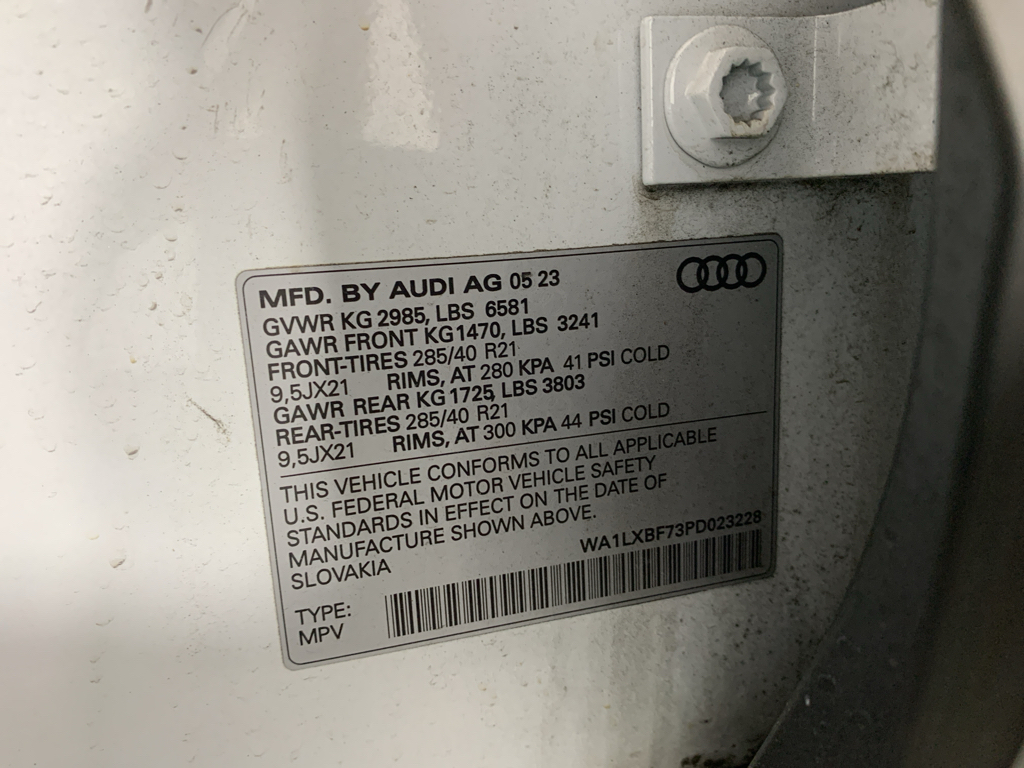 MFD. BY AUDI AG 05 23
GVWR KG 2985, LBS 6581
GAWR FRONT KG 1470, LBS 3241
FRONT-TIRES 285/40 R21
9,5JX21 RIMS, AT 280 KPA 41 PSI COLD
GAWR REAR KG 1725, LBS 3803
REAR-TIRES 285/40 R21
9,5JX21 RIMS, AT 300 KPA 44 PSI COLD
THIS VEHICLE CONFORMS TO ALL APPLICABLE
U.S. FEDERAL MOTOR VEHICLE SAFETY
STANDARDS IN EFFECT ON THE DATE OF
MANUFACTURE SHOWN ABOVE.
SLOVAKIA
WA1LXBF73PD023228
TYPE:
MPV